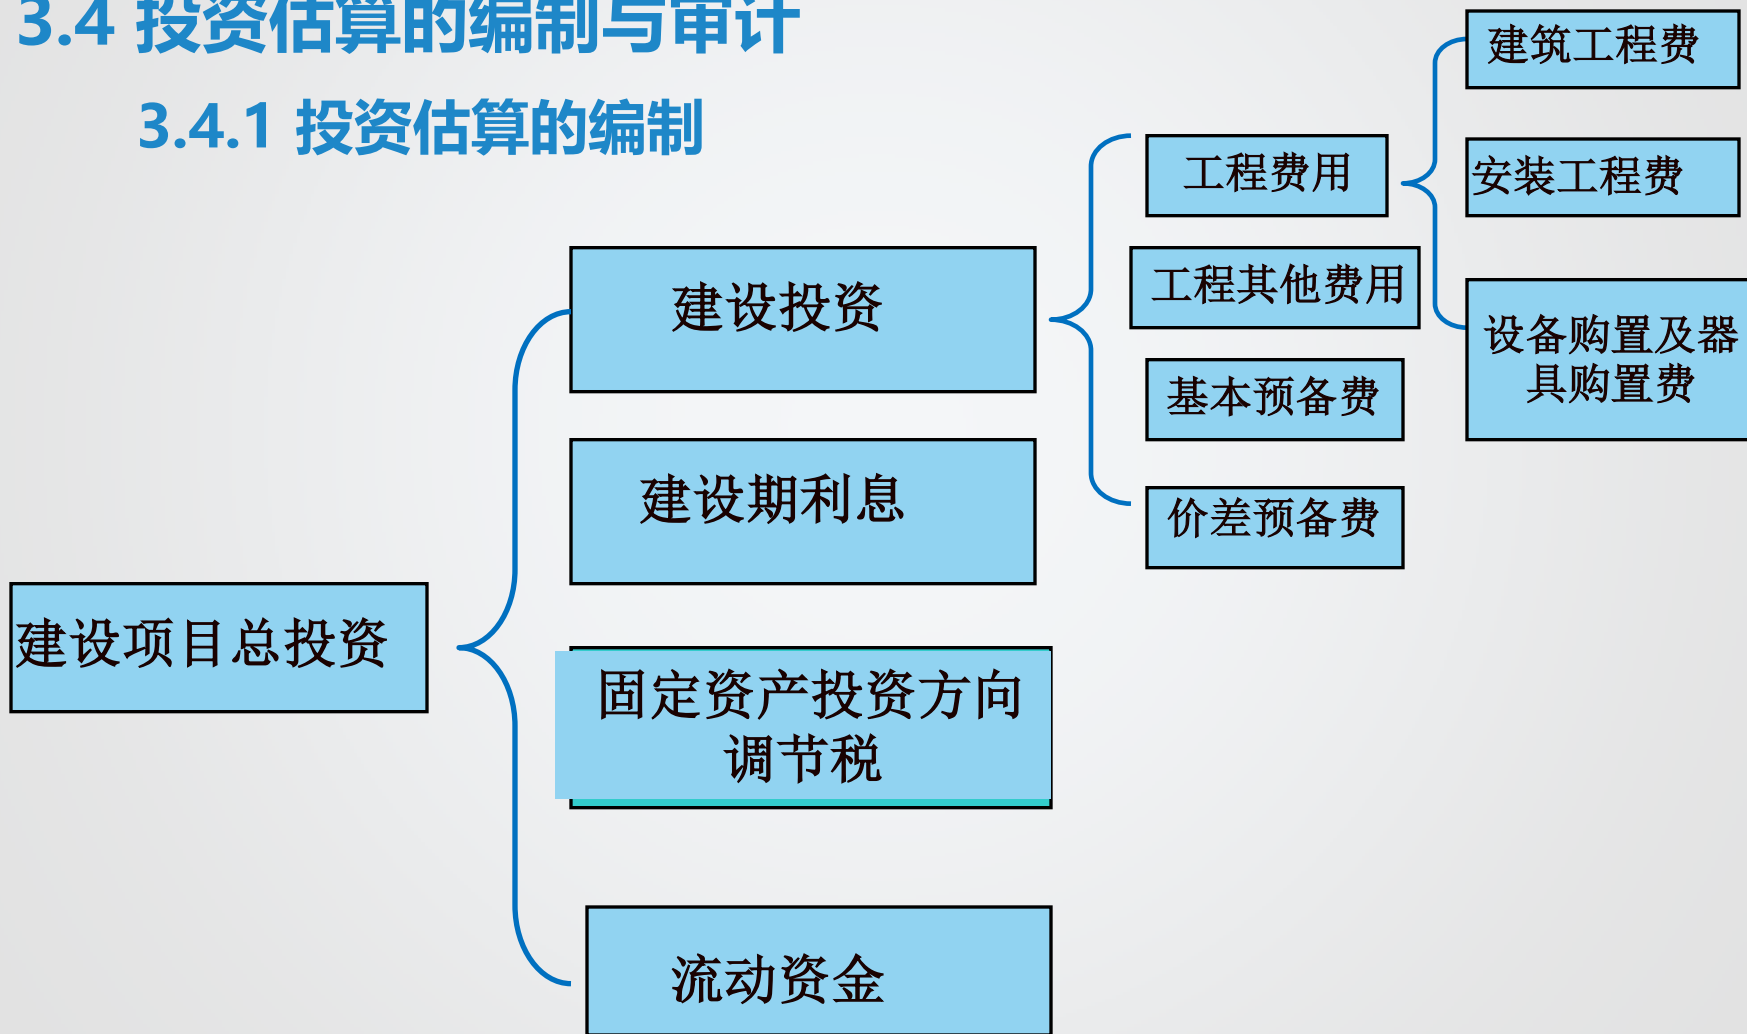 3.4 投资估算的编制与审计
3.4.1 投资估算的编制
建设项目总投资
建设投资
建设期利息
固定资产投资方向
调节税
流动资金
工程费用
工程其他费用
基本预备费
价差预备费
建筑工程费
安装工程费
设备购置及器
具购置费